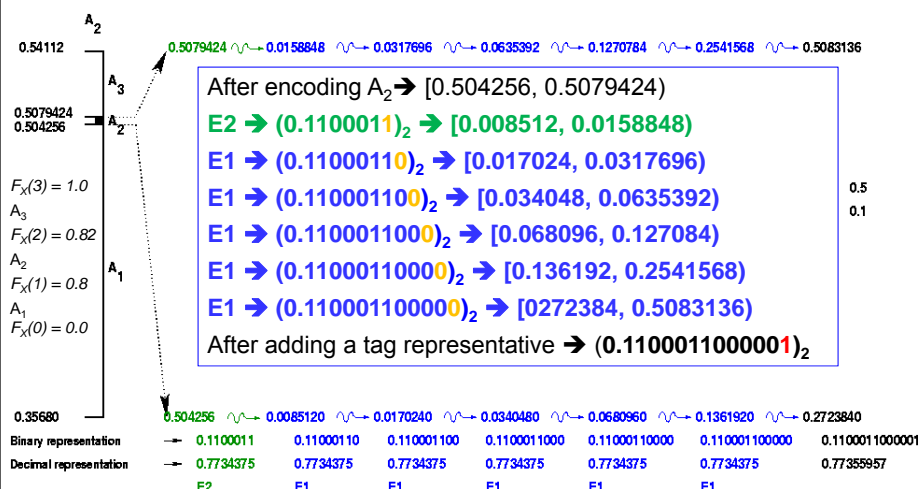 A2
0.54112
0.5079424 0.0158848 0.0317696 0.0635392 0.1270784 0.2541568 0.5083136
A3
0.5079424
0.504256
A2
After encoding A2➔ [0.504256, 0.5079424)
E2 ➔ (0.1100011)2 ➔ [0.008512, 0.0158848)
E1 ➔ (0.11000110)2 ➔ [0.017024, 0.0317696)
E1 ➔ (0.110001100)2 ➔ [0.034048, 0.0635392)
E1 ➔ (0.1100011000)2 ➔ [0.068096, 0.127084)
E1 ➔ (0.11000110000)2 ➔ [0.136192, 0.2541568)
E1 ➔ (0.110001100000)2 ➔ [0272384, 0.5083136)
After adding a tag representative ➔ (0.1100011000001)2
FX(3) = 1.0
A3
FX(2) = 0.82
A2
FX(1) = 0.8
A1
FX(0) = 0.0
A1
0.5
0.1
0.35680
0.504256 0.0085120 0.0170240 0.0340480 0.0680960 0.1361920 0.2723840
Binary representation 0.1100011 0.11000110 0.110001100 0.1100011000 0.11000110000 0.110001100000 0.1100011000001
Decimal representation 0.7734375 0.7734375 0.7734375 0.7734375 0.7734375 0.7734375 0.77355957
E2 E1 E1 E1 E1 E1